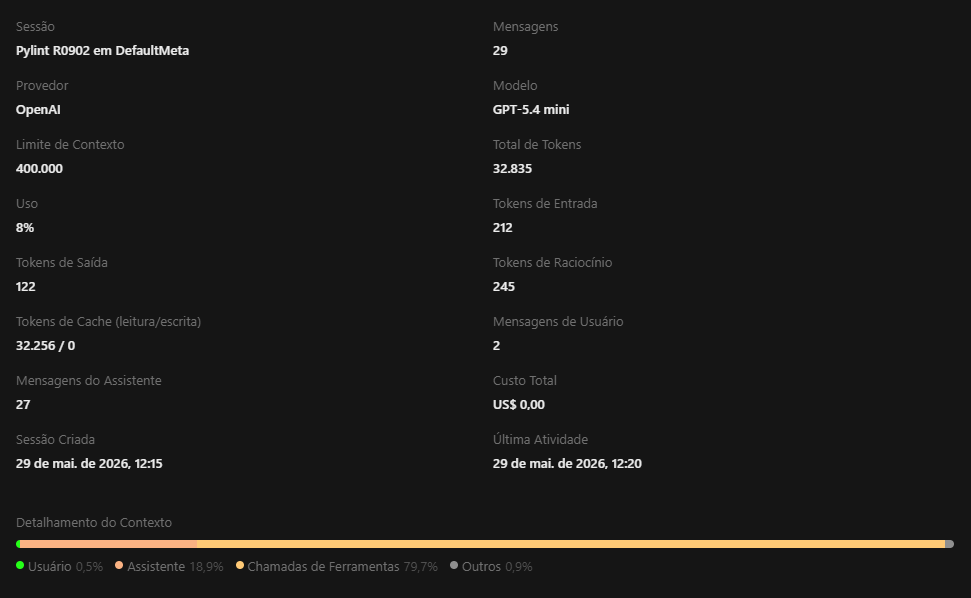 Sessão
Mensagens
Pylint R0902 em DefaultMeta
29
Provedor
Modelo
OpenAI
GPT-5.4 mini
Limite de Contexto
Total de Tokens
400.000
32.835
Uso
Tokens de Entrada
8%
212
Tokens de Saída
Tokens de Raciocínio
122
245
Tokens de Cache (leitura/escrita)
Mensagens de Usuário
32.256 / 0
2
Mensagens do Assistente
Custo Total
27
US$ 0,00
Sessão Criada
Última Atividade
29 de mai. de 2026, 12:15
29 de mai. de 2026, 12:20
Detalhamento do Contexto
Usuário 0,5% Assistente 18,9% Chamadas de Ferramentas 79,7% Outros 0,9%